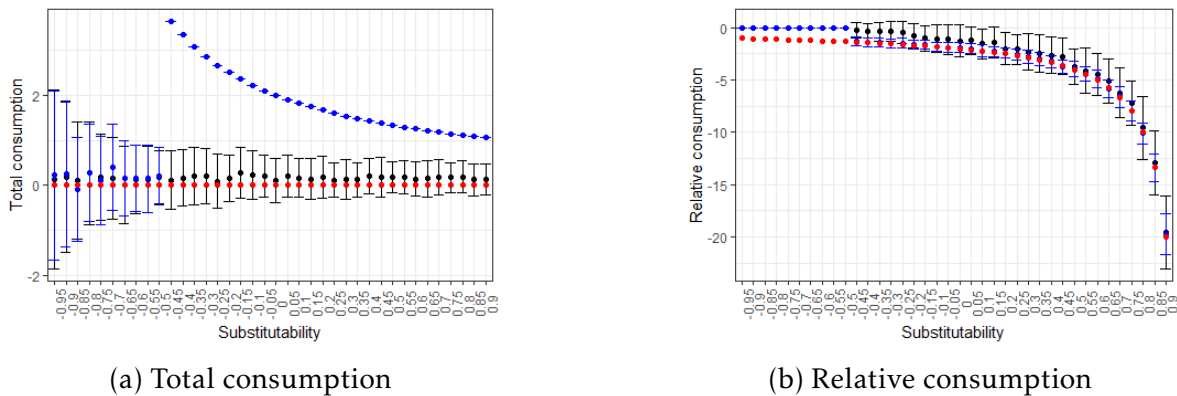 Total consumption
2
0
-2
-0.95 -0.9 -0.85 -0.8 -0.75 -0.7 -0.65 -0.6 -0.55 -0.5 -0.45 -0.4 -0.35 -0.3 -0.25 -0.2 -0.15 -0.1 -0.05 0 0.05 0.1 0.15 0.2 0.25 0.3 0.35 0.4 0.45 0.5 0.55 0.6 0.65 0.7 0.75 0.8 0.85 0.9
Substitutability
(a) Total consumption
Relative consumption
0
-5
-10
-15
-20
-0.95 -0.9 -0.85 -0.8 -0.75 -0.7 -0.65 -0.6 -0.55 -0.5 -0.45 -0.4 -0.35 -0.3 -0.25 -0.2 -0.15 -0.1 -0.05 0 0.05 0.1 0.15 0.2 0.25 0.3 0.35 0.4 0.45 0.5 0.55 0.6 0.65 0.7 0.75 0.8 0.85 0.9
Substitutability
(b) Relative consumption